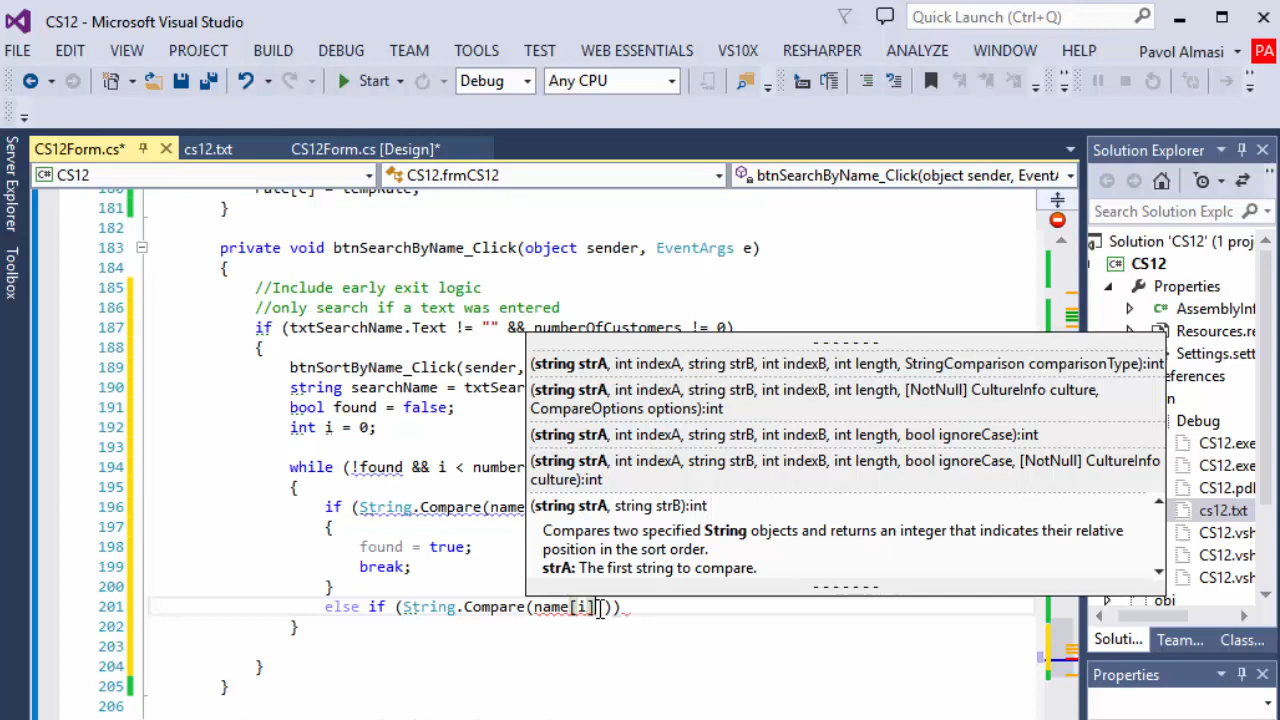 CS12 - Microsoft Visual Studio
Quick Launch (Ctrl+Q)
FILE EDIT VIEW PROJECT BUILD DEBUG TEAM TOOLS TEST WEB ESSENTIALS VS10X RESHARPER ANALYZE WINDOW HELP Pavol Almasi PA
Start Debug Any CPU
CS12Form.cs* cs12.txt CS12Form.cs [Design]*
CS12 CS12.frmCS12 btnSearchByName_Click(object sender, EventA
Server Explorer
Toolbox
181 }
182
183 private void btnSearchByName_Click(object sender, EventArgs e)
184 {
185 //Include early exit logic
186 //only search if a text was entered
187 if (txtSearchName.Text != "" && numberOfCustomers != 0)
188 {
189 btnSortByName_Click(sender,
190 string searchName = txtSear
191 bool found = false;
192 int i = 0;
193
194 while (!found && i < number
195 {
196 if (String.Compare(name
197 {
198 found = true;
199 break;
200 }
201 else if (String.Compare(name[i] ))
202 }
203
204 }
205 }
206
(string strA, int indexA, string strB, int indexB, int length, StringComparison comparisonType):int
(string strA, int indexA, string strB, int indexB, int length, [NotNull] CultureInfo culture,
CompareOptions options):int
(string strA, int indexA, string strB, int indexB, int length, bool ignoreCase):int
(string strA, int indexA, string strB, int indexB, int length, bool ignoreCase, [NotNull] CultureInfo
culture):int
(string strA, string strB):int
Compares two specified String objects and returns an integer that indicates their relative
position in the sort order.
strA: The first string to compare.
Solution Explorer
Search Solution Explc
Solution 'CS12' (1 proj
CS12
Properties
AssemblyInf
Resources.re
Settings.sett
eferences
Debug
CS12.exe
CS12.exe
CS12.pd
cs12.txt
CS12.vsh
CS12.vsh
CS12.vsh
obj
Soluti... Team... Class...
Properties